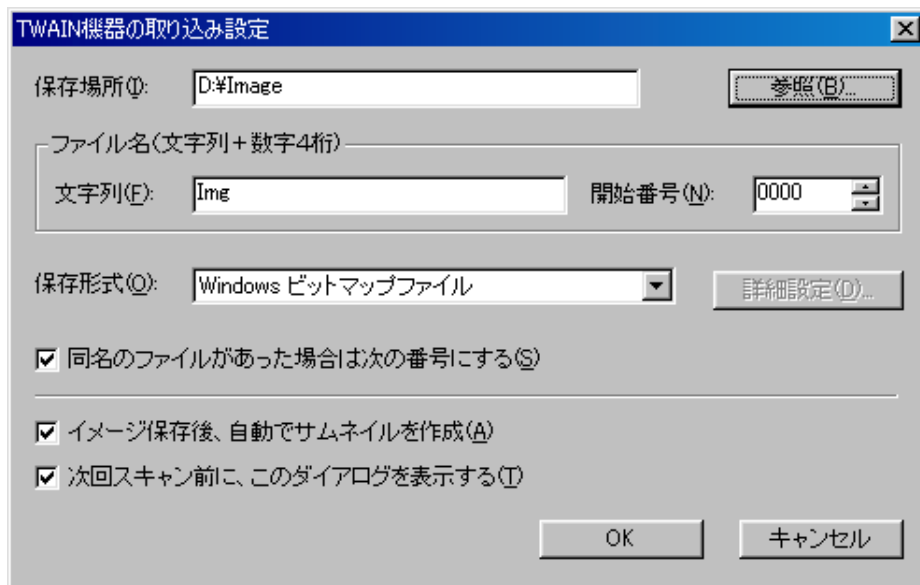 TWAIN機器の取り込み設定
保存場所(I): D:¥Image 参照(B)...
ファイル名(文字列+数字4桁)
文字列(F): Img 開始番号(N): 0000
保存形式(O): Windows ビットマップファイル 詳細設定(D)...
同名のファイルがあった場合は次の番号にする(S)
イメージ保存後、自動でサムネイルを作成(A)
次回スキャン前に、このダイアログを表示する(T)
OK キャンセル